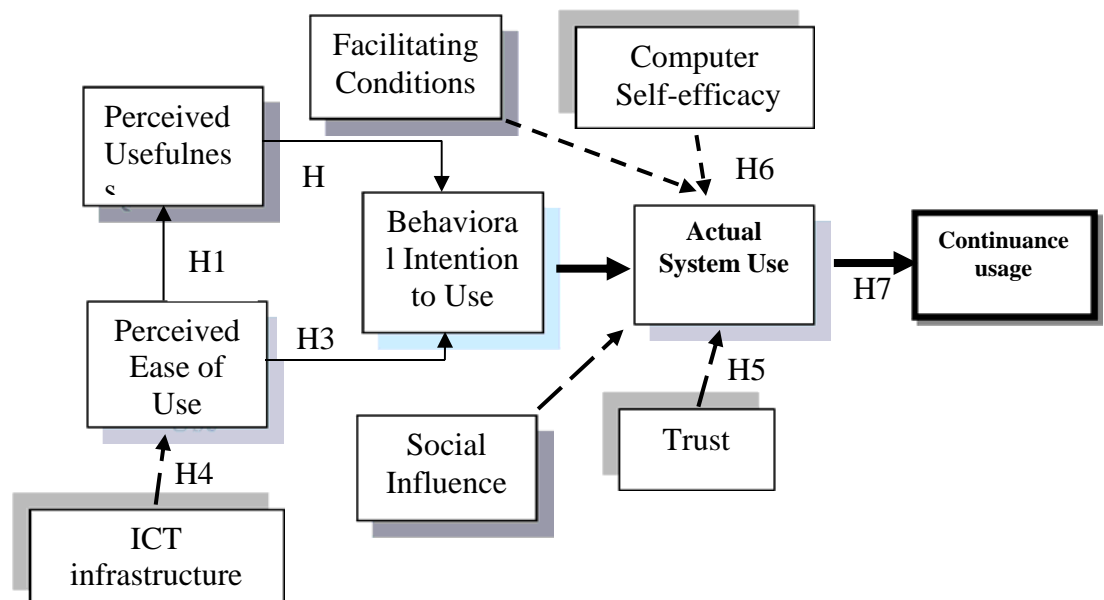 Facilitating
Conditions
Computer
Self-efficacy
Perceived
Usefulnes
s
H
H6
Behaviora
l Intention
to Use
Actual
System Use
Continuance
usage
H1
H7
Perceived
Ease of
Use
H3
H5
Social
Influence
Trust
H4
ICT
infrastructure